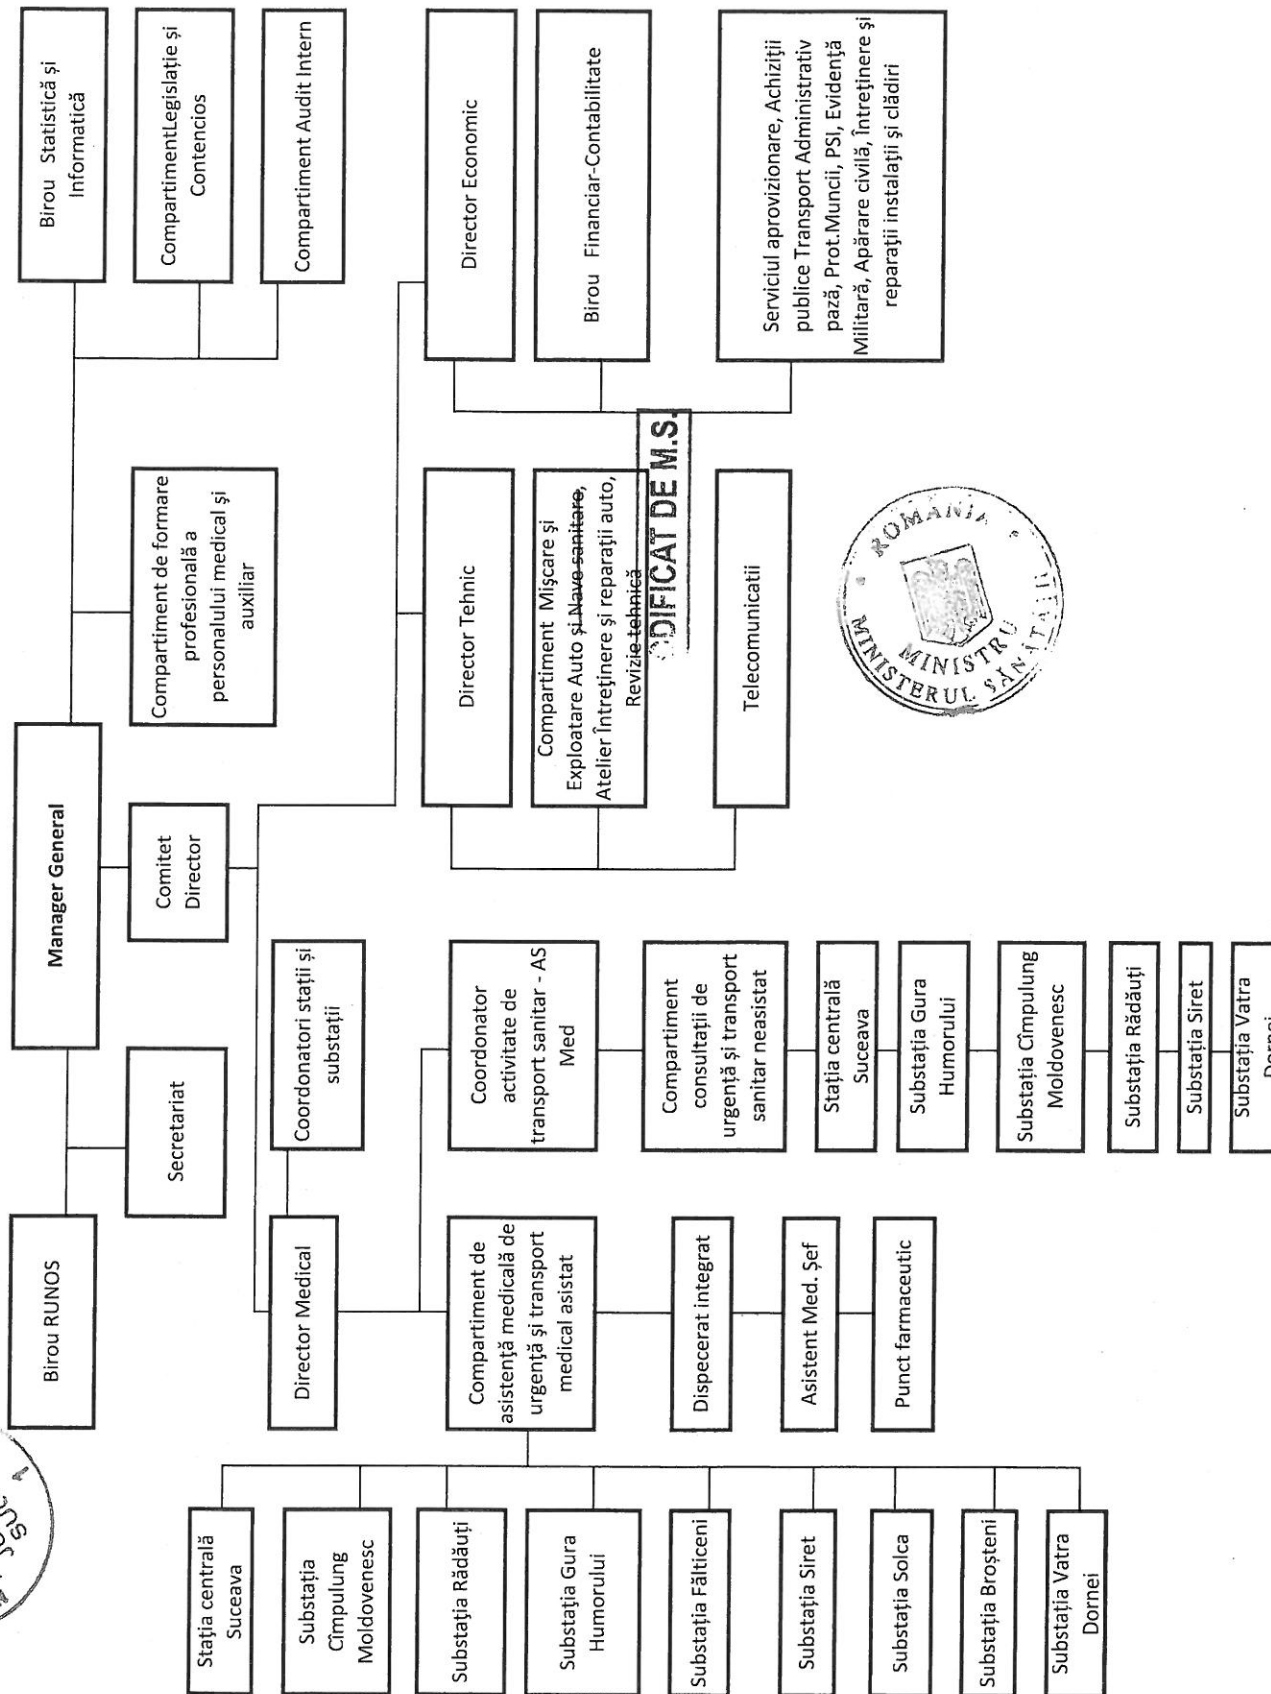 Manager General
Birou RUNOS
Secretariat
Comitet
Director
Compartiment de formare
profesională a
personalului medical și
auxiliar
Birou Statistică și
Informatică
CompartimentLegislație și
Contencios
Compartiment Audit Intern
Director Medical
Coordonatori stații și
substații
Compartiment de
asistență medicală de
urgență și transport
medical asistat
Dispecerat integrat
Asistent Med. Șef
Punct farmaceutic
Stația centrală
Suceava
Substația
Cîmpulung
Moldovenesc
Substația Rădăuți
Substația Gura
Humorului
Substația Fălticeni
Substația Siret
Substația Solca
Substația Broșteni
Substația Vatra
Dornei
Coordonator
activitate de
transport sanitar - AS
Med
Compartiment
consultații de
urgență și transport
sanitar neasistat
Stația centrală
Suceava
Substația Gura
Humorului
Substația Cîmpulung
Moldovenesc
Substația Rădăuți
Substația Siret
Substația Vatra
Dornei
Director Tehnic
Compartiment Mișcare și
Exploatare Auto și Nave sanitare,
Atelier Întreținere și reparații auto,
Revizie tehnică
ODIFICAT DE M.S.
Telecomunicatii
Director Economic
Birou Financiar-Contabilitate
Serviciul aprovizionare, Achiziții
publice Transport Administrativ
pază, Prot.Muncii, PSI, Evidență
Militară, Apărare civilă, Întreținere și
reparații instalații și clădiri
ROMÂNIA
MINISTERUL SĂNĂTĂȚII
MINISTRU